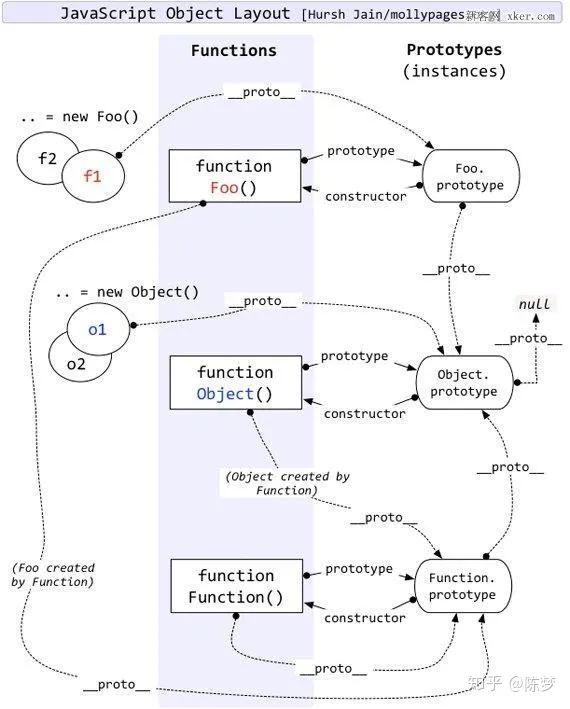 JavaScript Object Layout [Hursh Jain/mollypages
新客网 xker.com
Functions
Prototypes
(instances)
__proto__
.. = new Foo()
f2
f1
function
Foo()
prototype
constructor
Foo.
prototype
__proto__
.. = new Object()
o1
o2
__proto__
null
__proto__
function
Object()
prototype
constructor
Object.
prototype
(Object created by
Function)
__proto__
__proto__
(Foo created
by Function)
function
Function()
prototype
constructor
Function.
prototype
__proto__
__proto__
知乎 @陈梦